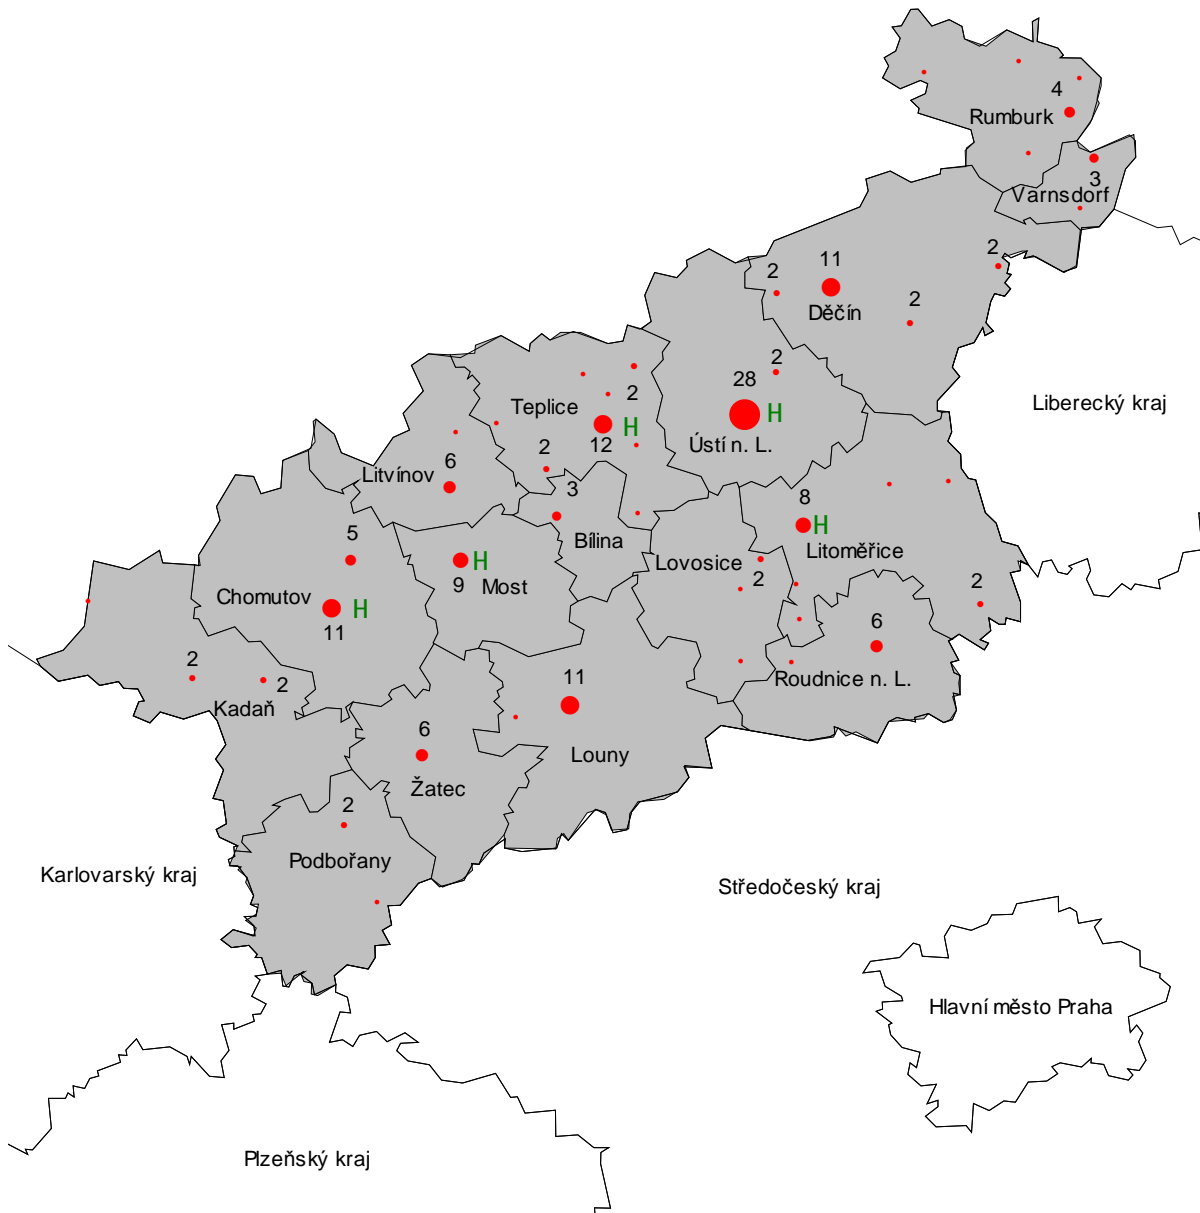 4
Rumburk
3
Varnsdorf
2
11
2
2
Děčín
2
28
H
Ústí n. L.
Teplice
2
H
12
2
Liberecký kraj
Litvínov
6
3
Bílina
8
H
Litoměřice
5
H
9
Most
Lovosice
2
2
Chomutov
H
11
6
Roudnice n. L.
2
2
Kadaň
11
Louny
6
Žatec
2
Podbořany
Karlovarský kraj
Středočeský kraj
Hlavní město Praha
Plzeňský kraj